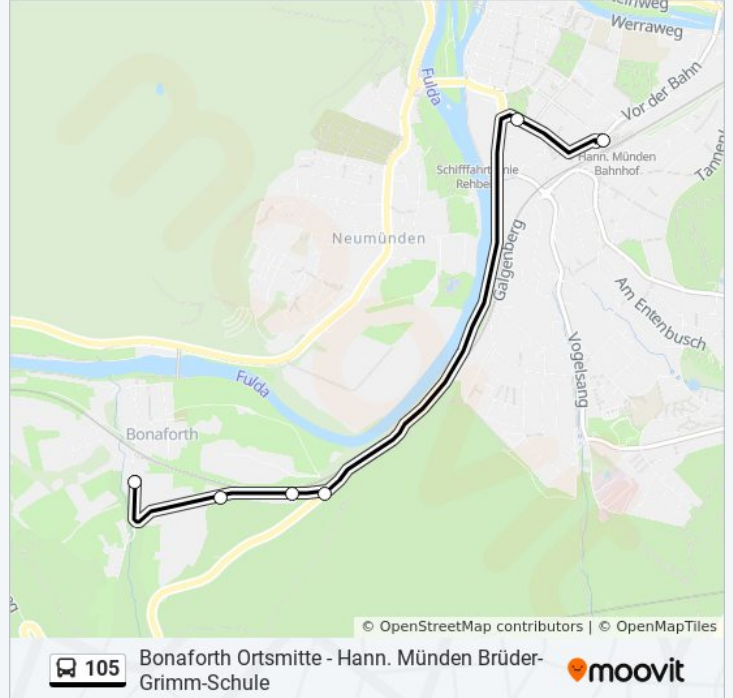 Werraweg
Fulda
Vor der Bahn
Hann. Münden
Bahnhof
Schifffahrtslinie
Rehbe
Neumünden
Galgenberg
Am Entenbusch
Vogelsang
Fulda
Bonaforth
© OpenStreetMap contributors | © OpenMapTiles
105
Bonaforth Ortsmitte - Hann. Münden Brüder-
Grimm-Schule
moovit